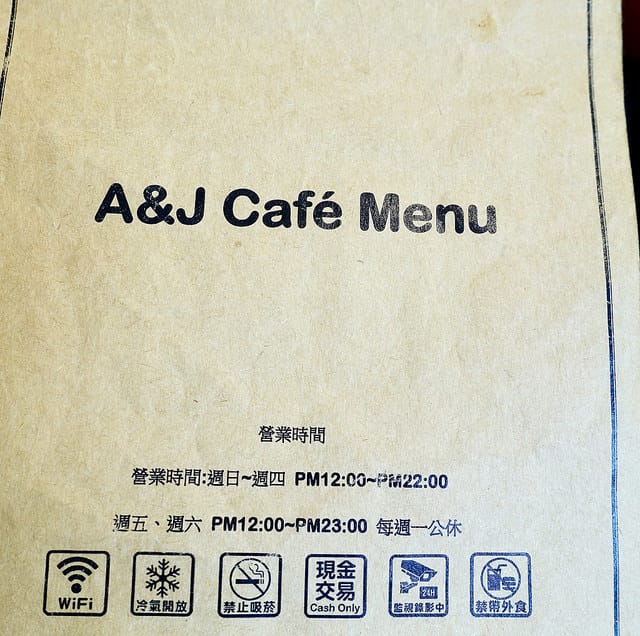 A&J Café Menu
營業時間
營業時間:週日~週四 PM12:00~PM22:00
週五、週六 PM12:00~PM23:00 每週一公休
WiFi
冷氣開放
禁止吸菸
現金
交易
Cash Only
24H
監視錄影中
禁帶外食